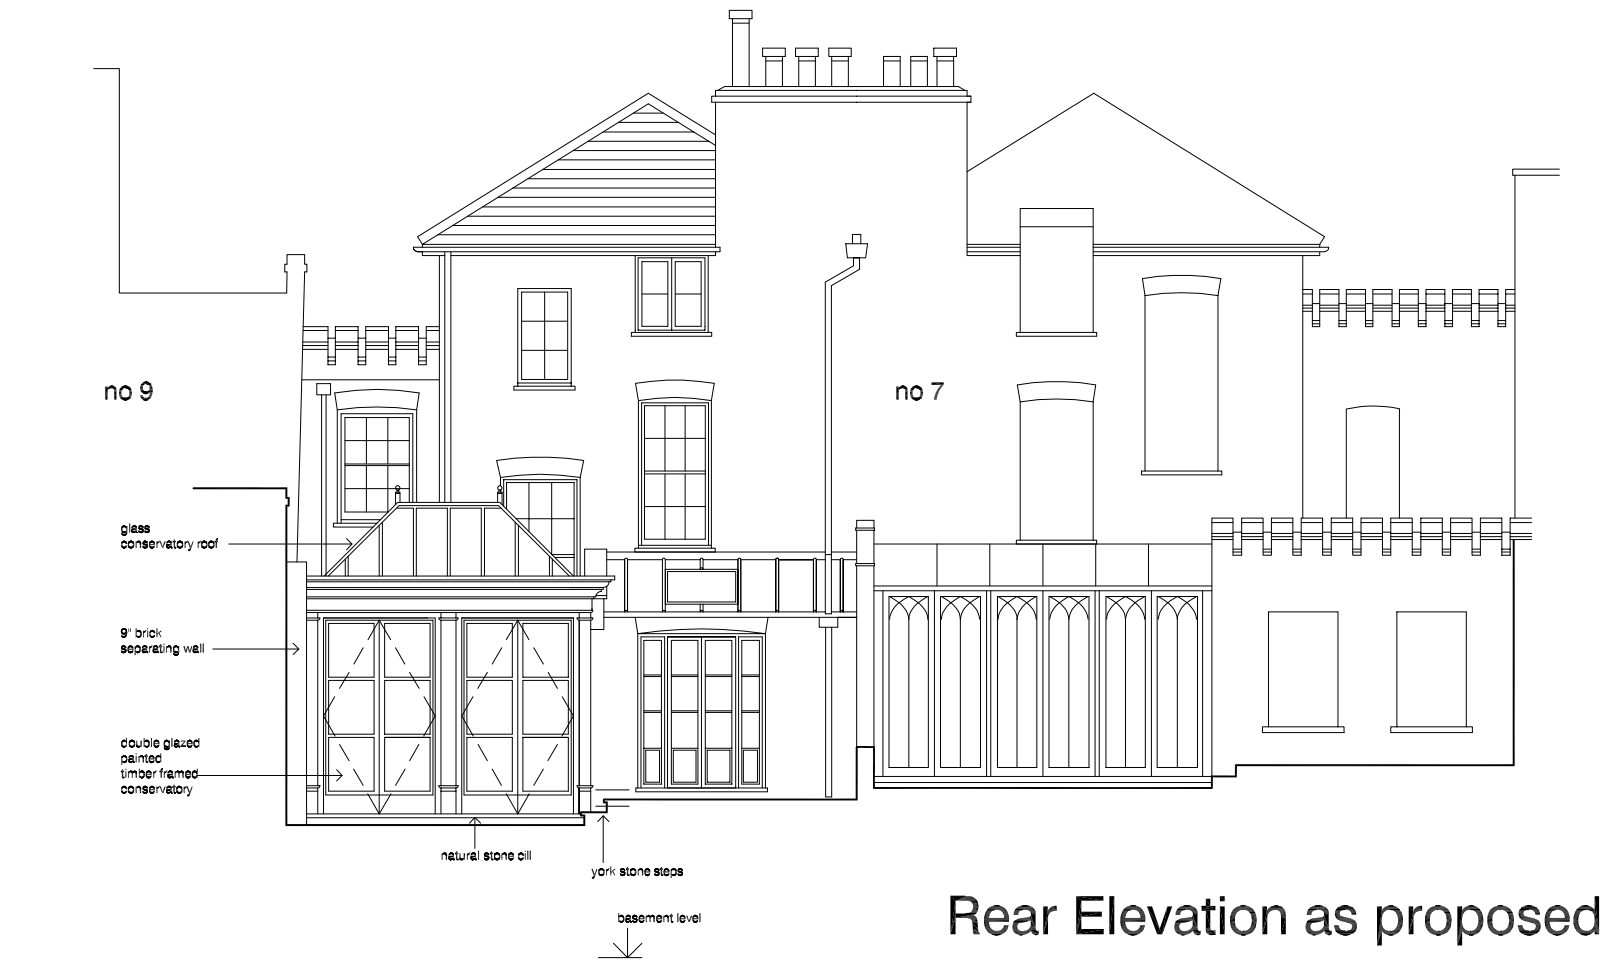 no 9
no 7
glass
conservatory roof
9" brick
separating wall
double glazed
painted
timber framed
conservatory
natural stone cill
york stone steps
basement level
Rear Elevation as proposed